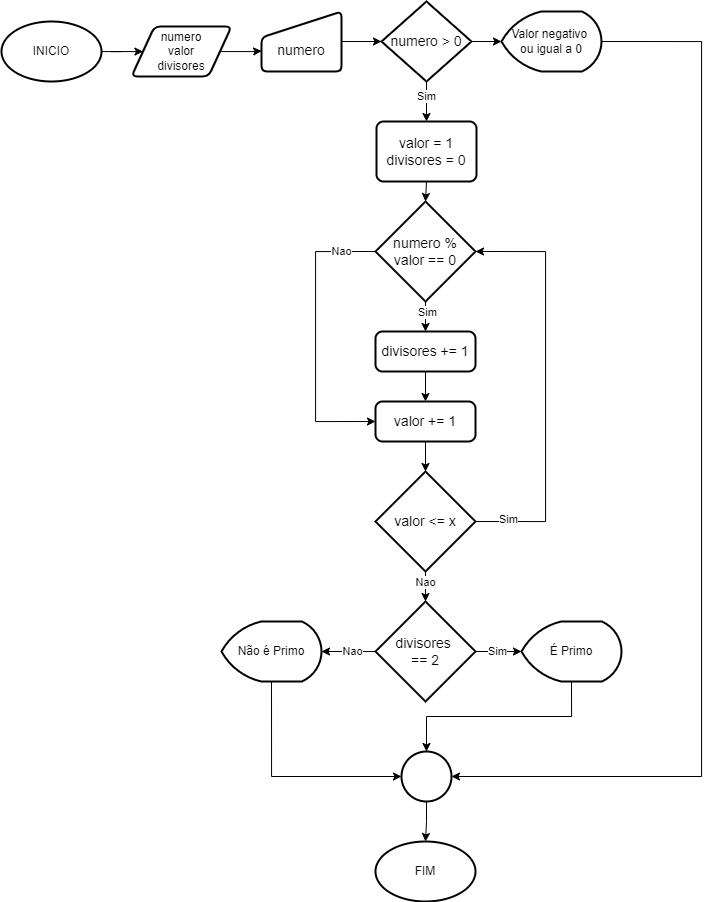 INICIO
numero
valor
divisores
numero
numero > 0
Valor negativo
ou igual a 0
Sim
valor = 1
divisores = 0
numero %
valor == 0
Nao
Sim
divisores += 1
valor += 1
valor <= x
Sim
Nao
divisores
== 2
Nao
Não é Primo
Sim
É Primo
FIM